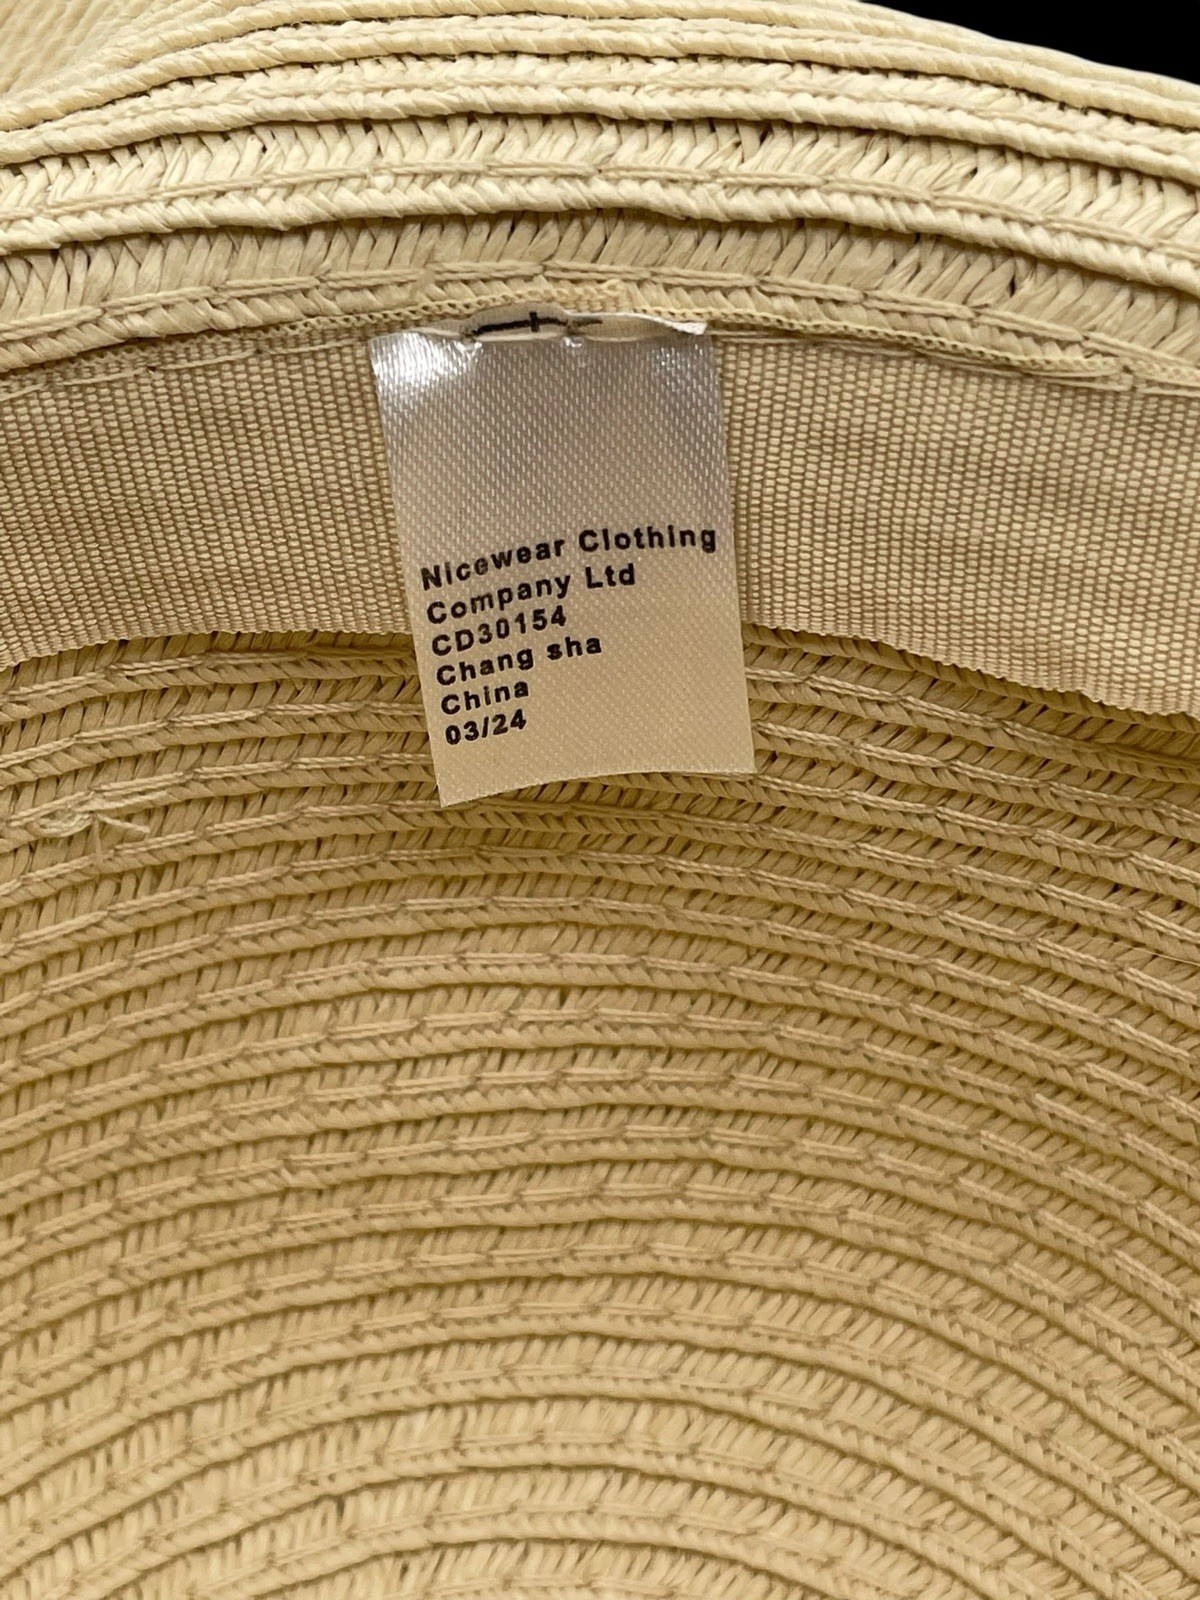 Nicewear Clothing
Company Ltd
CD30154
Chang sha
China
03/24